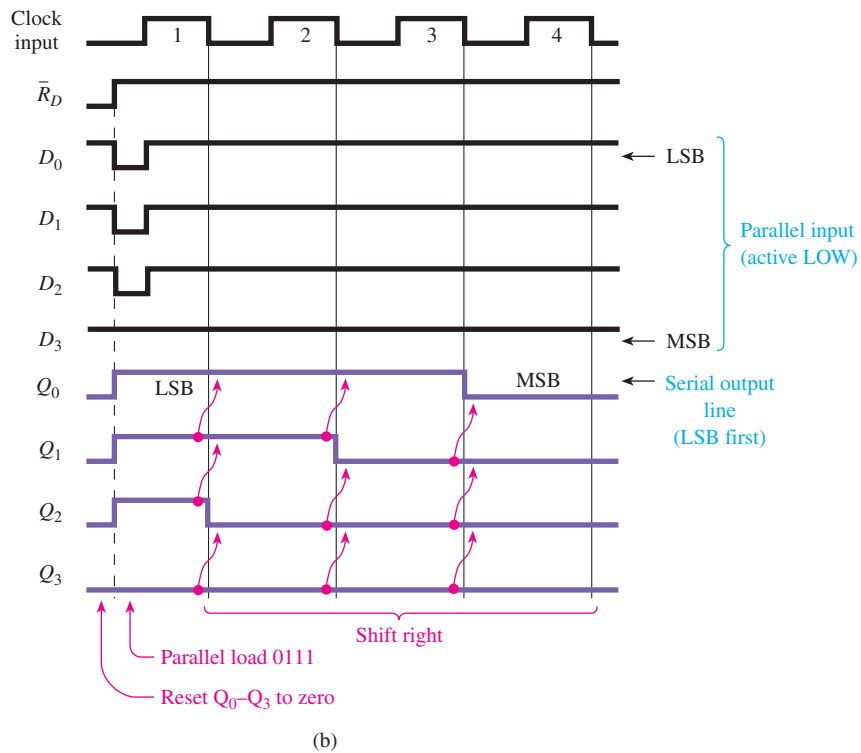 Clock
input
1
2
3
4
R̄_D
D₀
LSB
D₁
Parallel input
(active LOW)
D₂
D₃
MSB
Q₀
LSB
MSB
Serial output
line
(LSB first)
Q₁
Q₂
Q₃
Shift right
Parallel load 0111
Reset Q₀–Q₃ to zero
(b)